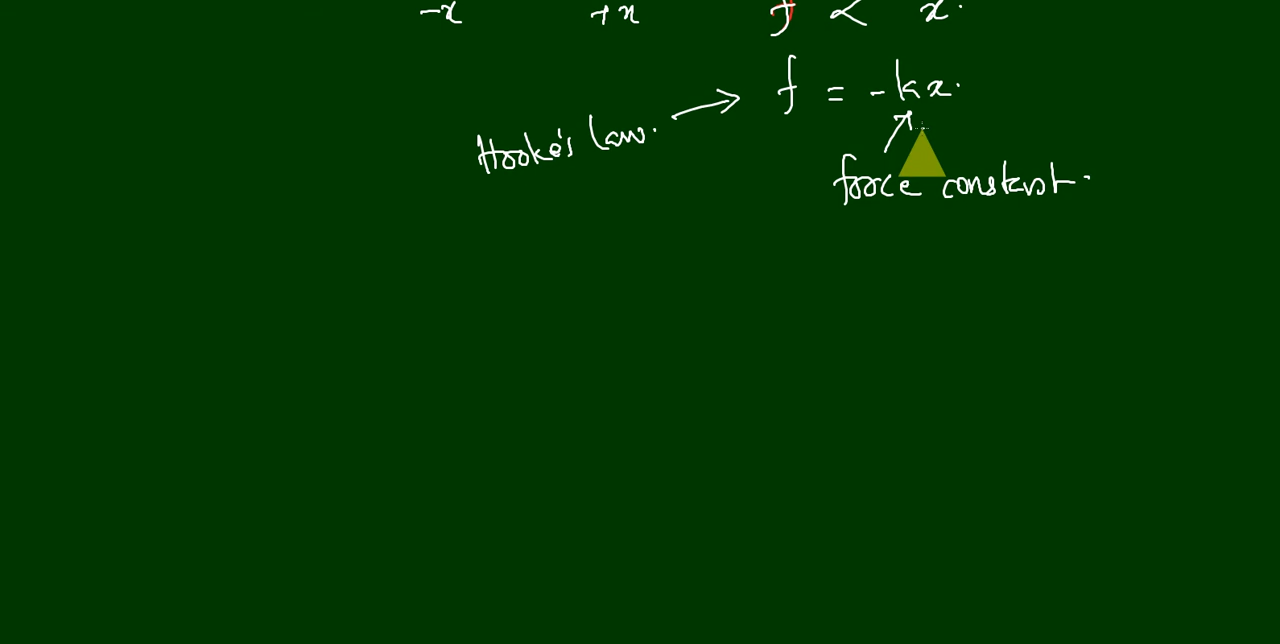 -x +x f ∝ x.
f = -kx.
Hooke's law.
force constant.